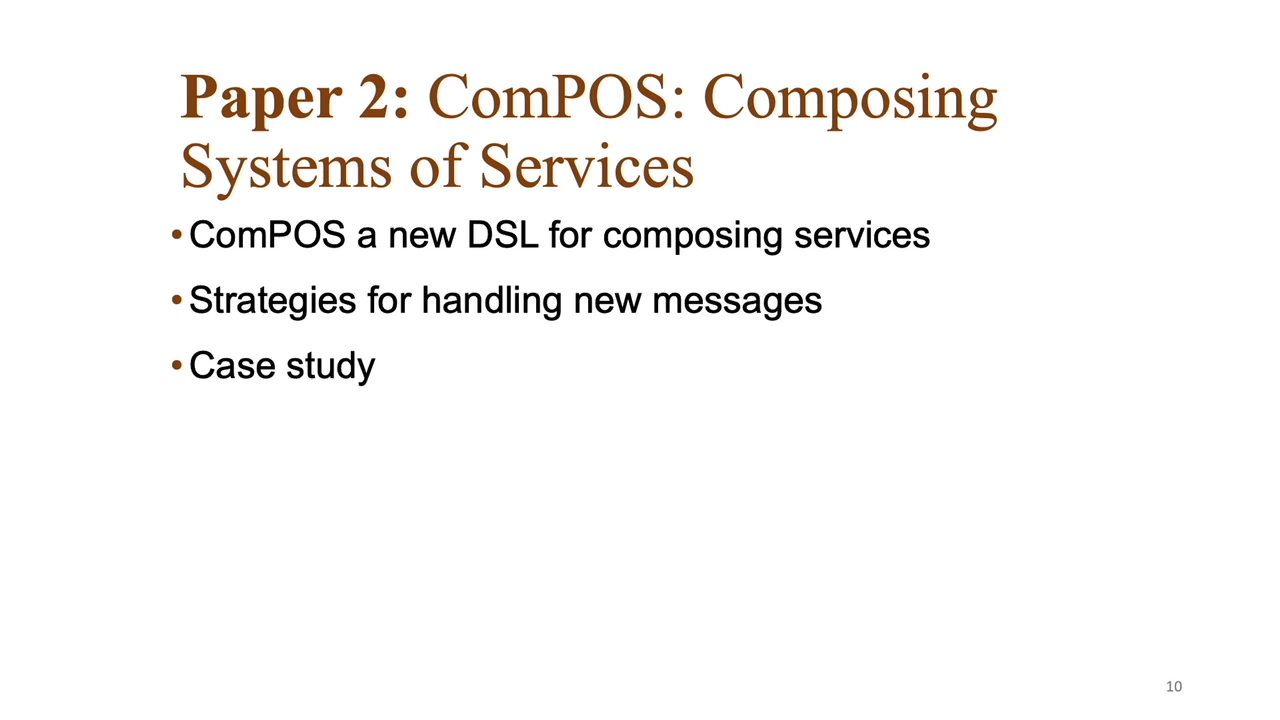 Paper 2: ComPOS: Composing
Systems of Services
•ComPOS a new DSL for composing services
•Strategies for handling new messages
•Case study
10